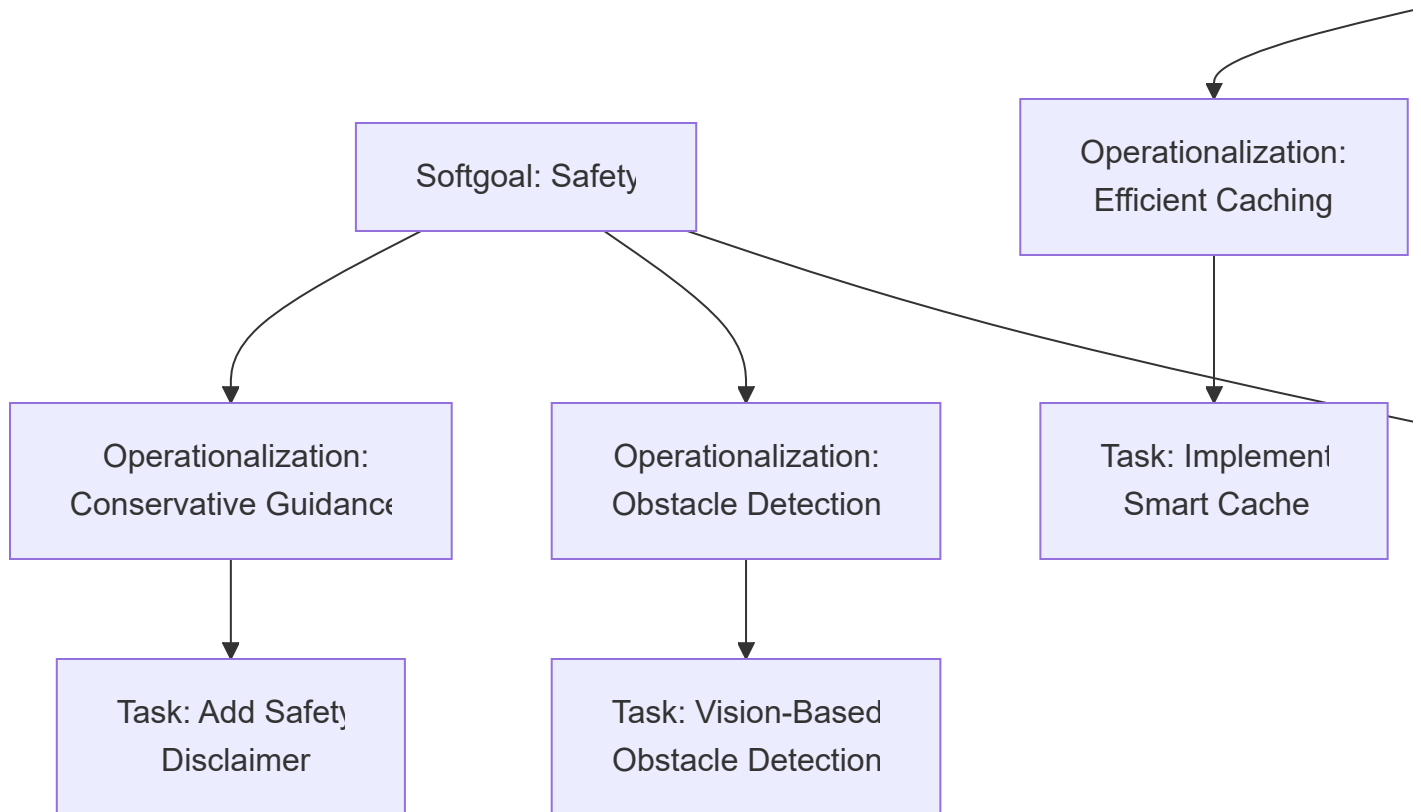 Softgoal: Safety
Operationalization:
Efficient Caching
Operationalization:
Conservative Guidance
Operationalization:
Obstacle Detection
Task: Implement
Smart Cache
Task: Add Safety
Disclaimer
Task: Vision-Based
Obstacle Detection